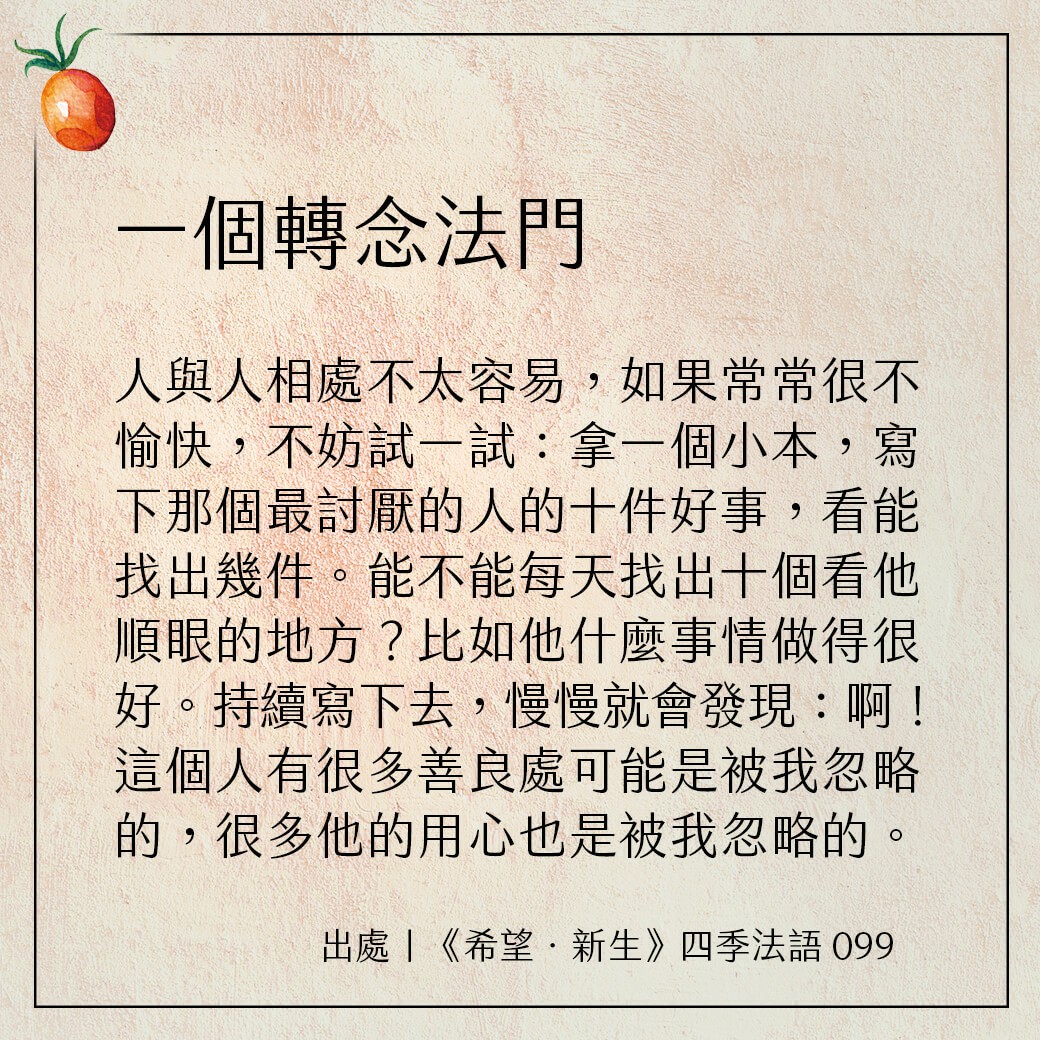 一個轉念法門
人與人相處不太容易，如果常常很不
愉快，不妨試一試：拿一個小本，寫
下那個最討厭的人的十件好事，看能
找出幾件。能不能每天找出十個看他
順眼的地方？比如他什麼事情做得很
好。持續寫下去，慢慢就會發現：啊！
這個人有很多善良處可能是被我忽略
的，很多他的用心也是被我忽略的。
出處｜《希望．新生》四季法語 099